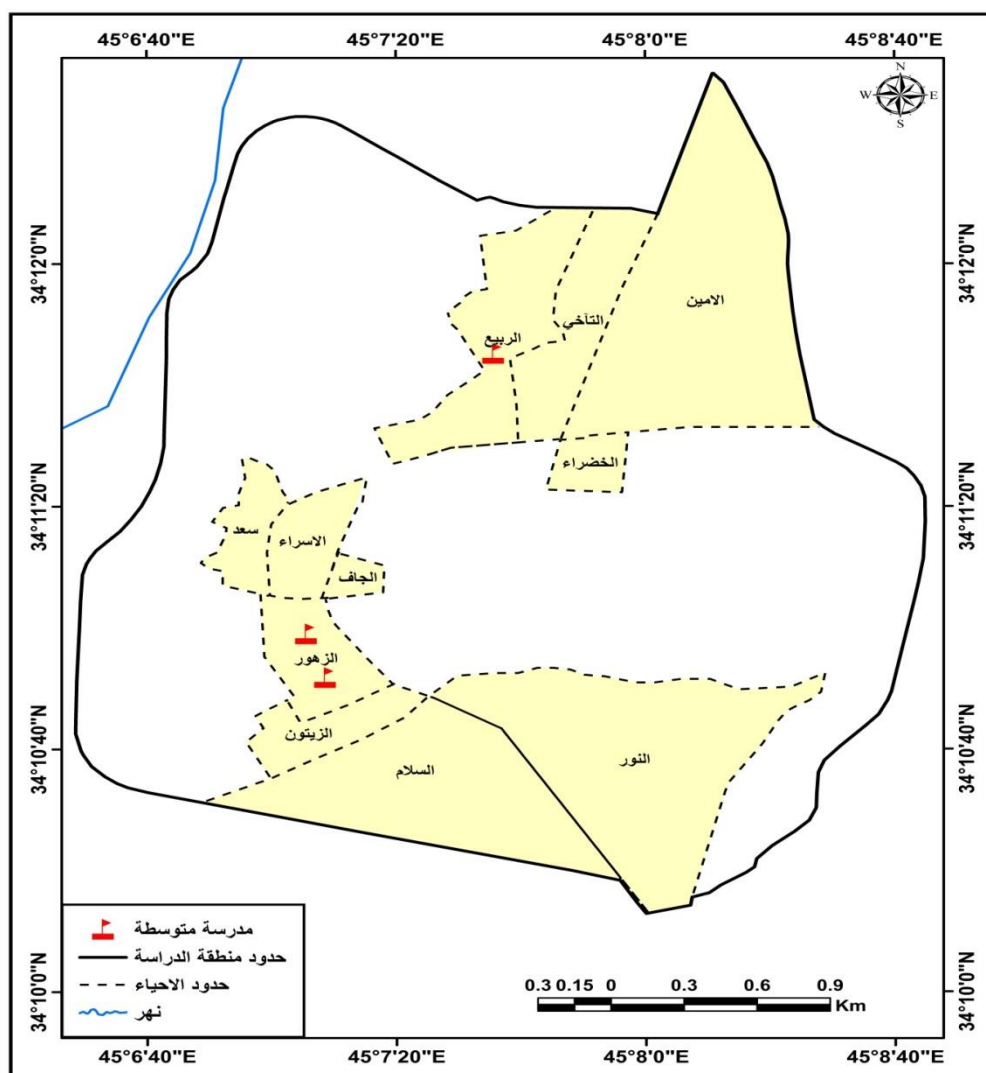 45°6'40"E 45°7'20"E 45°8'0"E 45°8'40"E
N
W E
S
34°12'0"N 34°12'0"N
الامين
التآخي
الربيع
الخضراء
34°11'20"N 34°11'20"N
سعد
الاسراء
الجاف
الزهور
الزيتون
34°10'40"N 34°10'40"N
النور
السلام
مدرسة متوسطة
حدود منطقة الدراسة
حدود الاحياء
نهر
0.3 0.15 0 0.3 0.6 0.9
Km
34°10'0"N 34°10'0"N
45°6'40"E 45°7'20"E 45°8'0"E 45°8'40"E